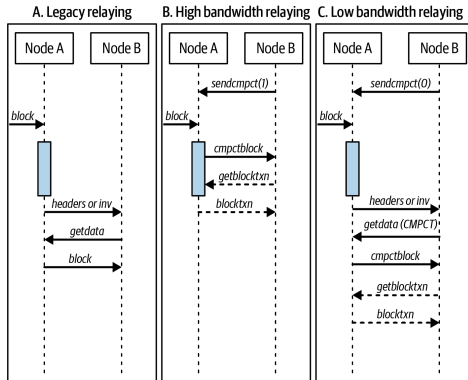 A. Legacy relaying
Node A Node B
block
headers or inv
getdata
block
B. High bandwidth relaying
Node A Node B
sendcmpct(1)
block
cmpctblock
getblocktxn
blocktxn
C. Low bandwidth relaying
Node A Node B
sendcmpct(0)
block
headers or inv
getdata (CMPCT)
cmpctblock
getblocktxn
blocktxn